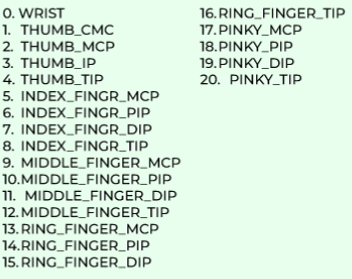 0. WRIST
1. THUMB_CMC
2. THUMB_MCP
3. THUMB_IP
4. THUMB_TIP
5. INDEX_FINGR_MCP
6. INDEX_FINGR_PIP
7. INDEX_FINGR_DIP
8. INDEX_FINGR_TIP
9. MIDDLE_FINGER_MCP
10.MIDDLE_FINGER_PIP
11. MIDDLE_FINGER_DIP
12.MIDDLE_FINGER_TIP
13.RING_FINGER_MCP
14.RING_FINGER_PIP
15.RING_FINGER_DIP
16.RING_FINGER_TIP
17.PINKY_MCP
18.PINKY_PIP
19.PINKY_DIP
20. PINKY_TIP